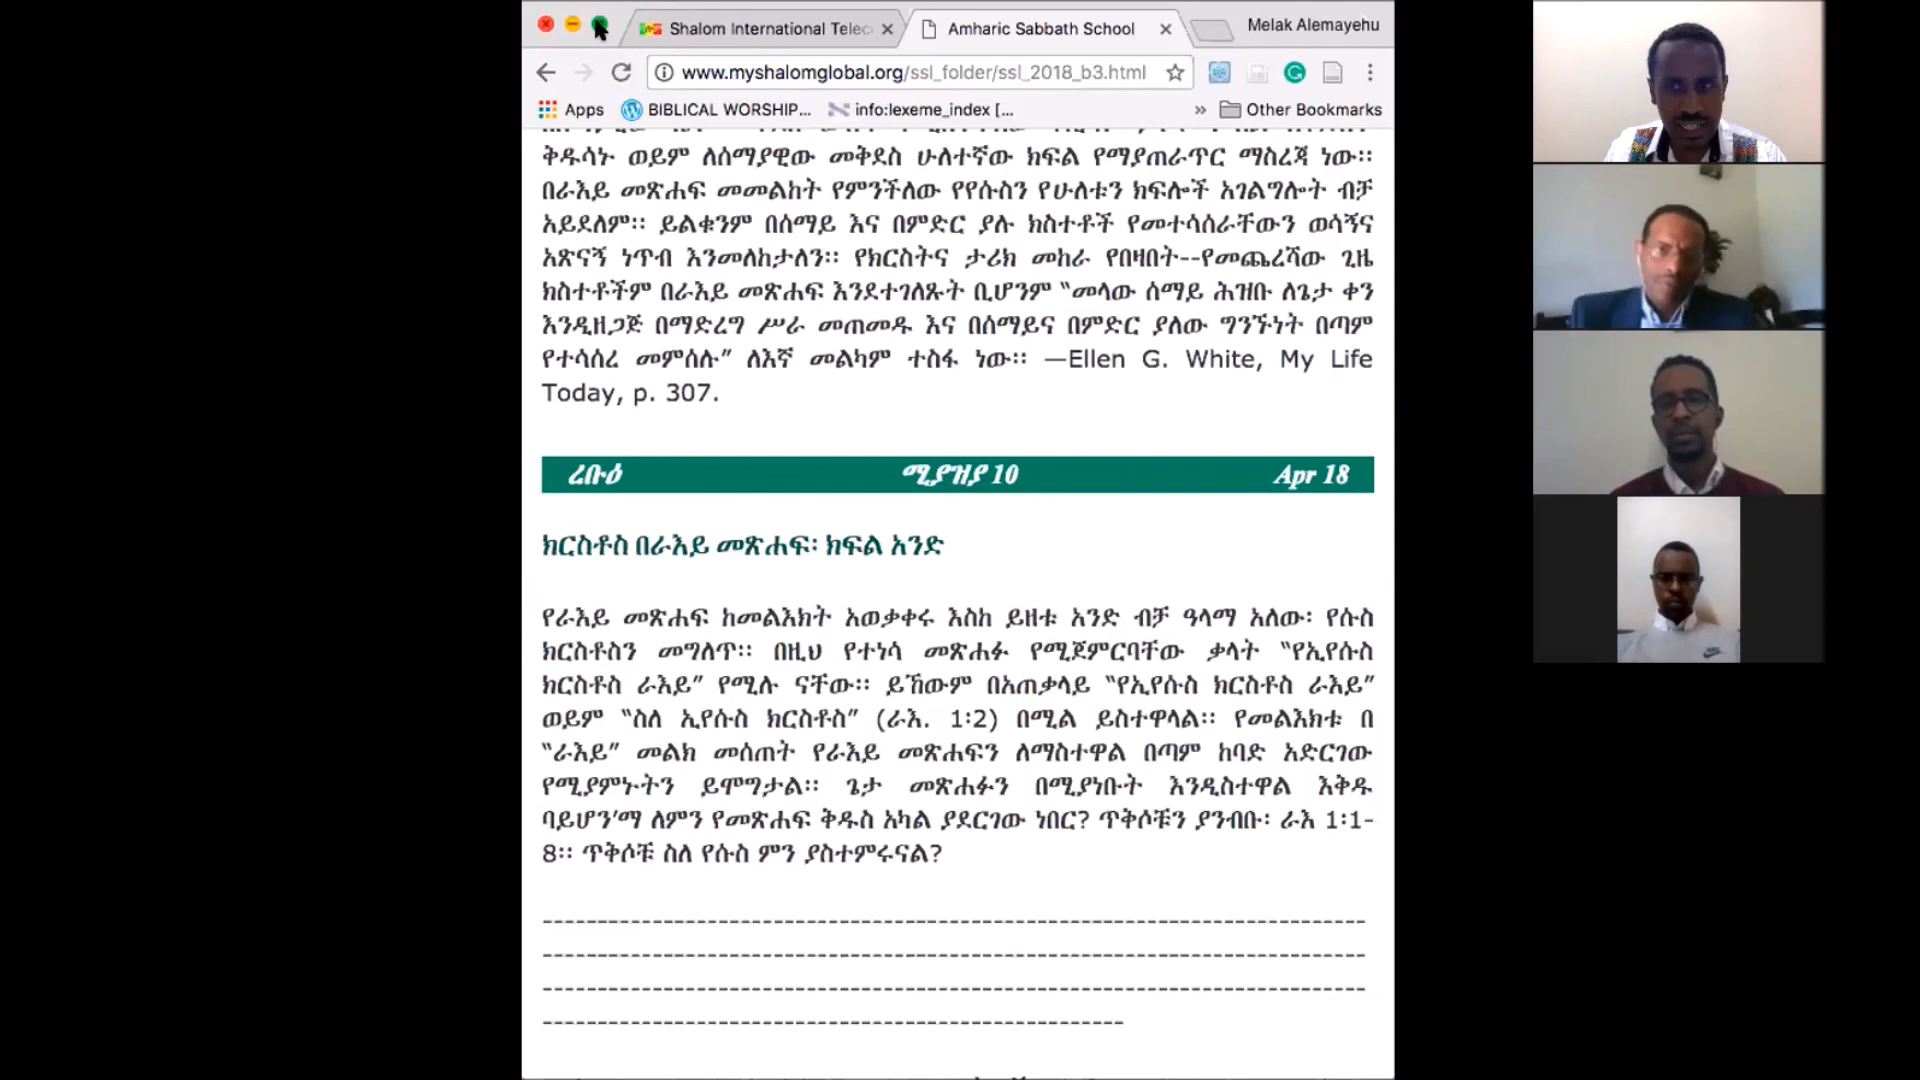 Shalom International Telec
Amharic Sabbath School
Melak Alemayehu
www.myshalomglobal.org/ssl_folder/ssl_2018_b3.html
Apps
BIBLICAL WORSHIP...
info:lexeme_index [...
»
Other Bookmarks
ቅዱሳኑ ወይም ለሰማያዊው መቅደስ ሁለተኛው ክፍል የማያጠራጥር ማስረጃ ነው፡፡
በራእይ መጽሐፍ መመልከት የምንችለው የየሱስን የሁለቱን ክፍሎች አገልግሎት ብቻ
አይደለም፡፡ ይልቁንም በሰማይ እና በምድር ያሉ ክስተቶች የመተሳሰራቸውን ወሳኝና
አጽናኝ ነጥብ እንመለከታለን፡፡ የክርስትና ታሪክ መከራ የበዛበት--የመጨረሻው ጊዜ
ክስተቶችም በራእይ መጽሐፍ እንደተገለጹት ቢሆንም “መላው ሰማይ ሕዝቡ ለጌታ ቀን
እንዲዘጋጅ በማድረግ ሥራ መጠመዱ እና በሰማይና በምድር ያለው ግንኙነት በጣም
የተሳሰረ መምሰሉ” ለእኛ መልካም ተስፋ ነው፡፡ —Ellen G. White, My Life
Today, p. 307.
ረቡዕ ሚያዝያ 10 Apr 18
ክርስቶስ በራእይ መጽሐፍ፡ ክፍል አንድ
የራእይ መጽሐፍ ከመልእክት አወቃቀሩ እስከ ይዘቱ አንድ ብቻ ዓላማ አለው፡ የሱስ
ክርስቶስን መግለጥ፡፡ በዚህ የተነሳ መጽሐፉ የሚጀምርባቸው ቃላት “የኢየሱስ
ክርስቶስ ራእይ” የሚሉ ናቸው፡፡ ይኸውም በአጠቃላይ “የኢየሱስ ክርስቶስ ራእይ”
ወይም “ስለ ኢየሱስ ክርስቶስ” (ራእ. 1፡2) በሚል ይስተዋላል፡፡ የመልእክቱ በ
“ራእይ” መልክ መሰጠት የራእይ መጽሐፍን ለማስተዋል በጣም ከባድ አድርገው
የሚያምኑትን ይሞግታል፡፡ ጌታ መጽሐፉን በሚያነቡት እንዲስተዋል እቅዱ
ባይሆን’ማ ለምን የመጽሐፍ ቅዱስ አካል ያደርገው ነበር? ጥቅሶቹን ያንብቡ፡ ራእ 1፡1-
8፡፡ ጥቅሶቹ ስለ የሱስ ምን ያስተምሩናል?